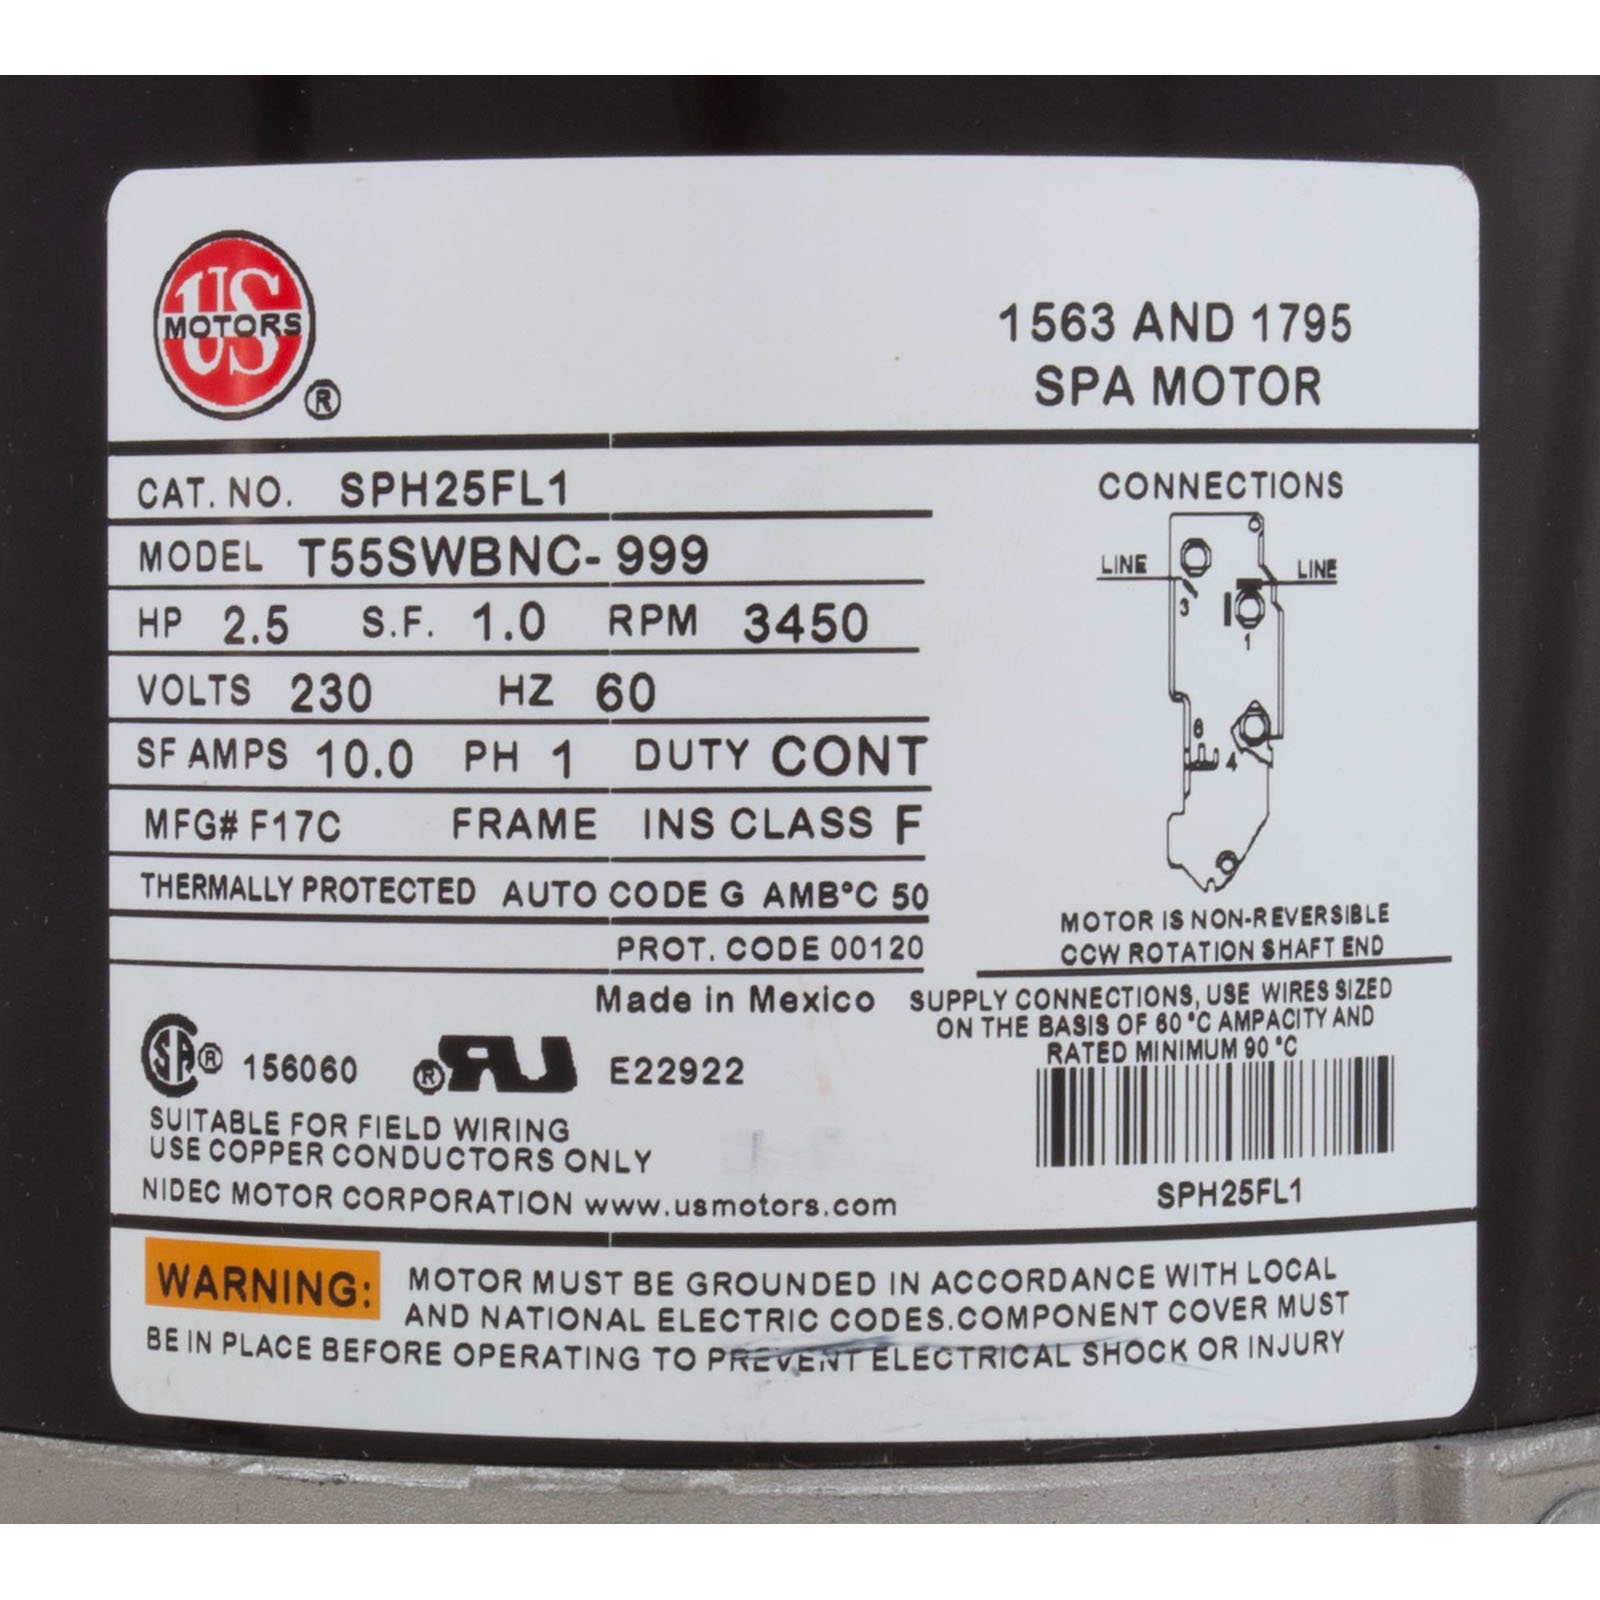 US
MOTORS
®
1563 AND 1795
SPA MOTOR
CAT. NO. SPH25FL1
MODEL T55SWBNC-999
HP 2.5 S.F. 1.0 RPM 3450
VOLTS 230 HZ 60
SF AMPS 10.0 PH 1 DUTY CONT
MFG# F17C FRAME INS CLASS F
THERMALLY PROTECTED AUTO CODE G AMB°C 50
PROT. CODE 00120
CONNECTIONS
LINE LINE
3
1
6
4
MOTOR IS NON-REVERSIBLE
CCW ROTATION SHAFT END
Made in Mexico
SUPPLY CONNECTIONS, USE WIRES SIZED
ON THE BASIS OF 60 °C AMPACITY AND
RATED MINIMUM 90 °C
SA ® 156060 ® RU E22922
SUITABLE FOR FIELD WIRING
USE COPPER CONDUCTORS ONLY
NIDEC MOTOR CORPORATION www.usmotors.com
SPH25FL1
WARNING: MOTOR MUST BE GROUNDED IN ACCORDANCE WITH LOCAL
AND NATIONAL ELECTRIC CODES.COMPONENT COVER MUST
BE IN PLACE BEFORE OPERATING TO PREVENT ELECTRICAL SHOCK OR INJURY